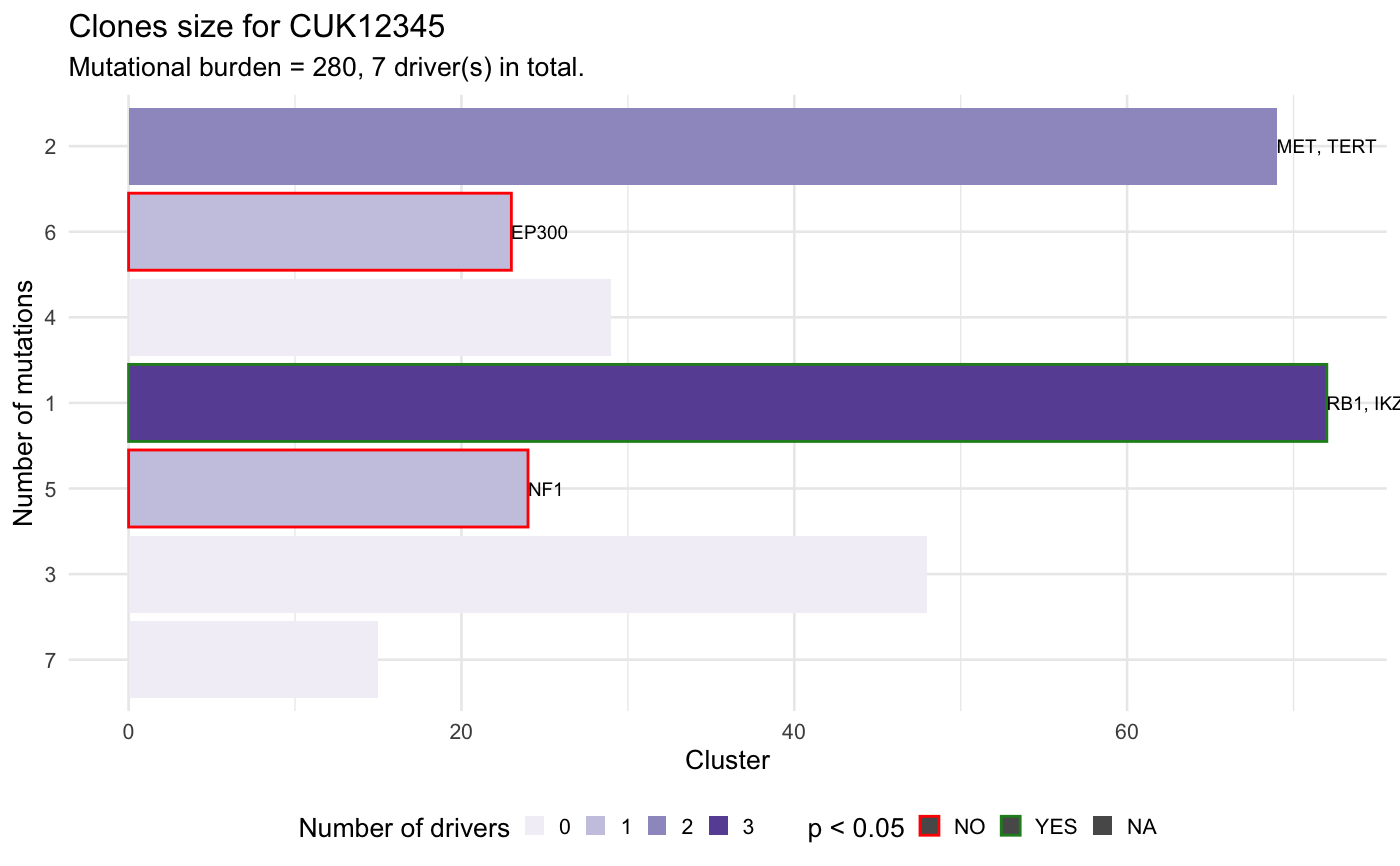 Clones size for CUK12345
Mutational burden = 280, 7 driver(s) in total.
Number of mutations
2
MET, TERT
6
EP300
4
1
RB1, IKZ
5
NF1
3
7
0
20
40
60
Cluster
Number of drivers 0 1 2 3 p < 0.05 NO YES NA